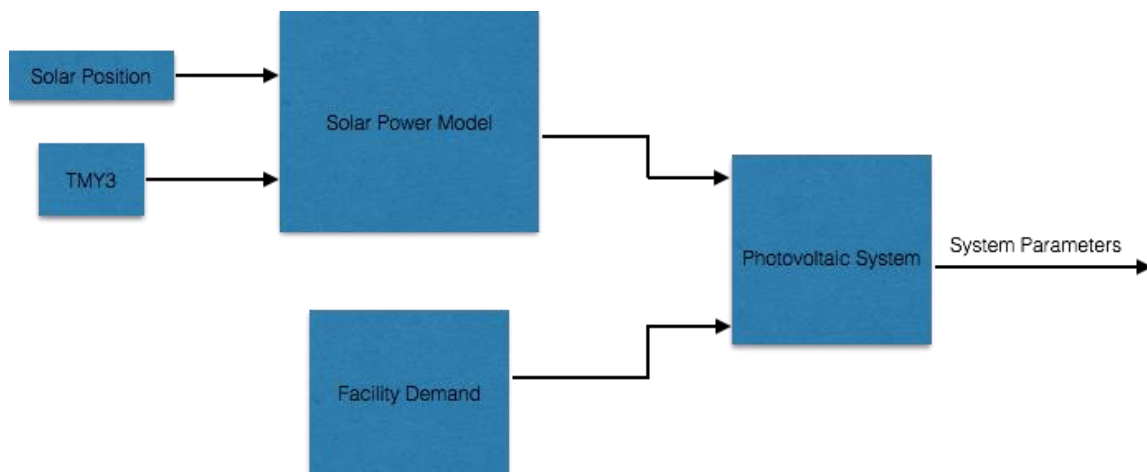 Solar Position
Solar Power Model
TMY3
Photovoltaic System
System Parameters
Facility Demand